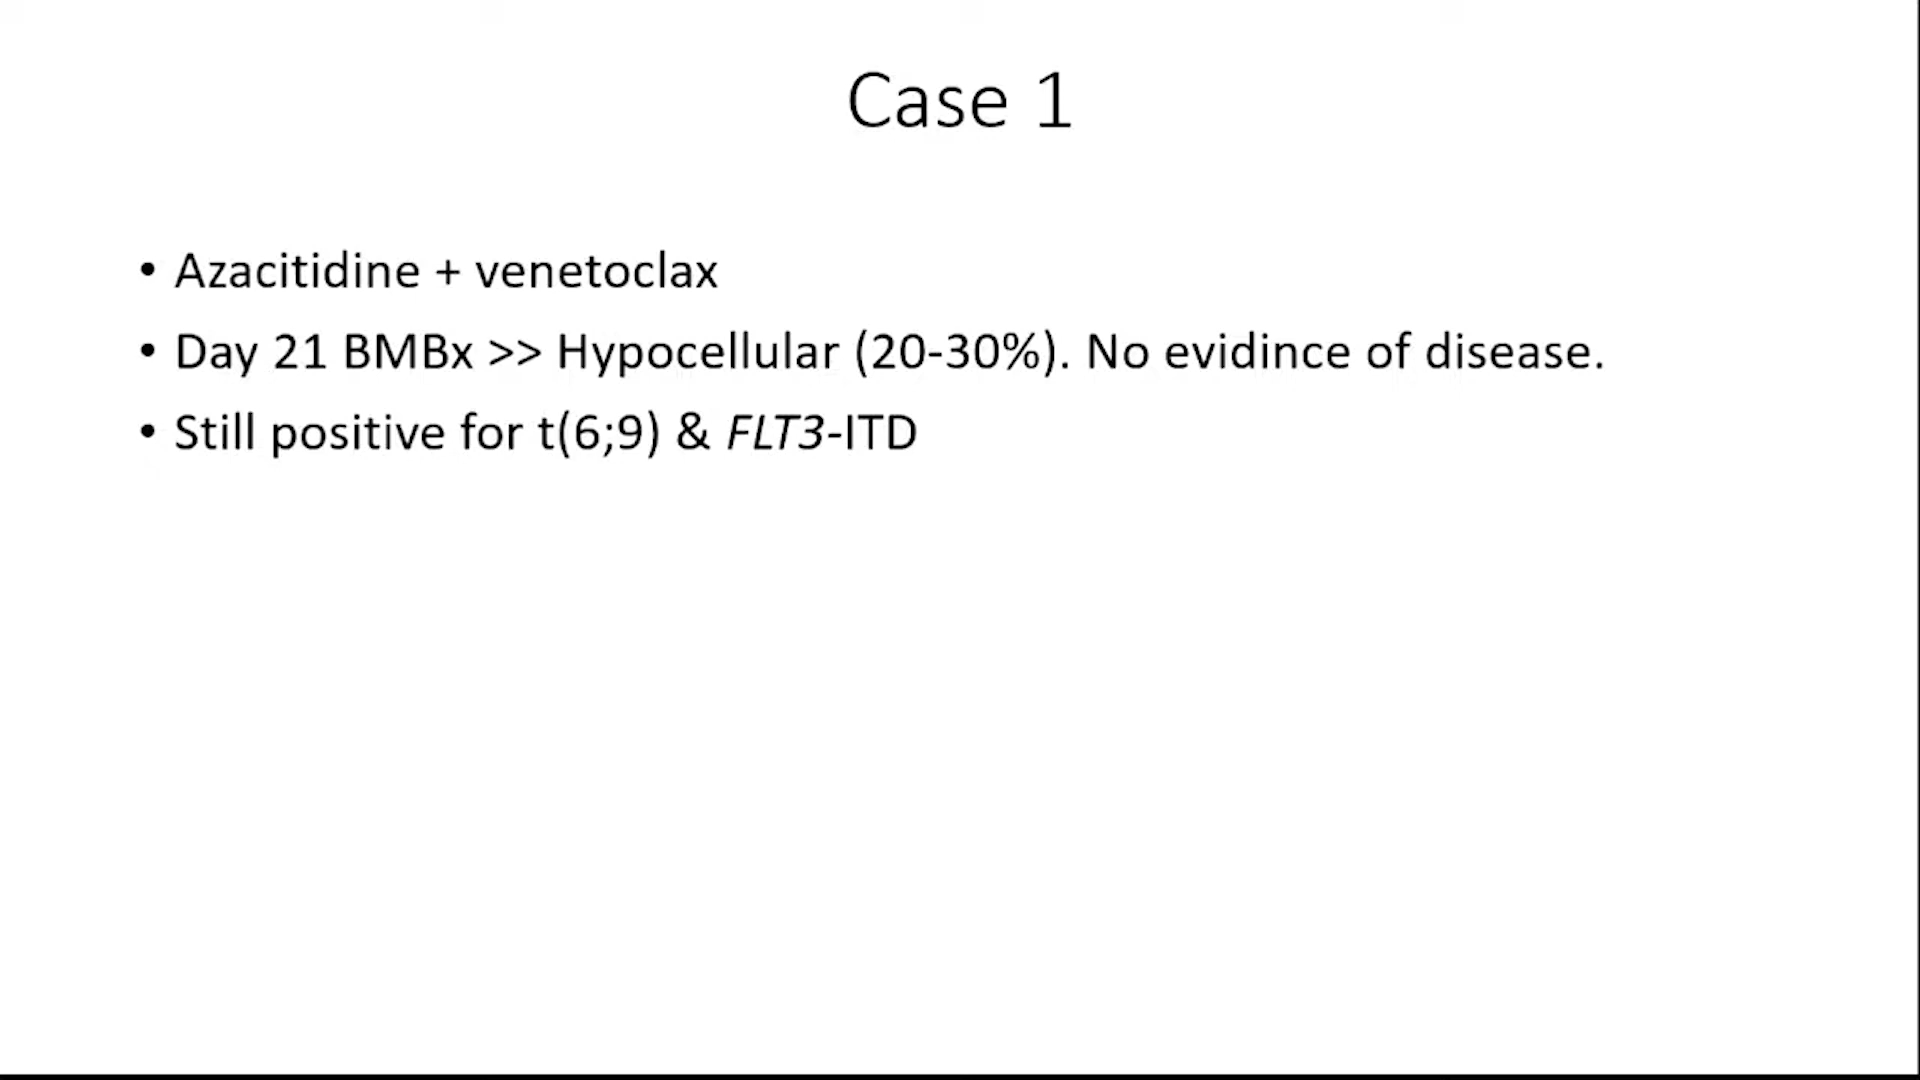 Case 1
• Azacitidine + venetoclax
• Day 21 BMBx >> Hypocellular (20-30%). No evidince of disease.
• Still positive for t(6;9) & FLT3-ITD